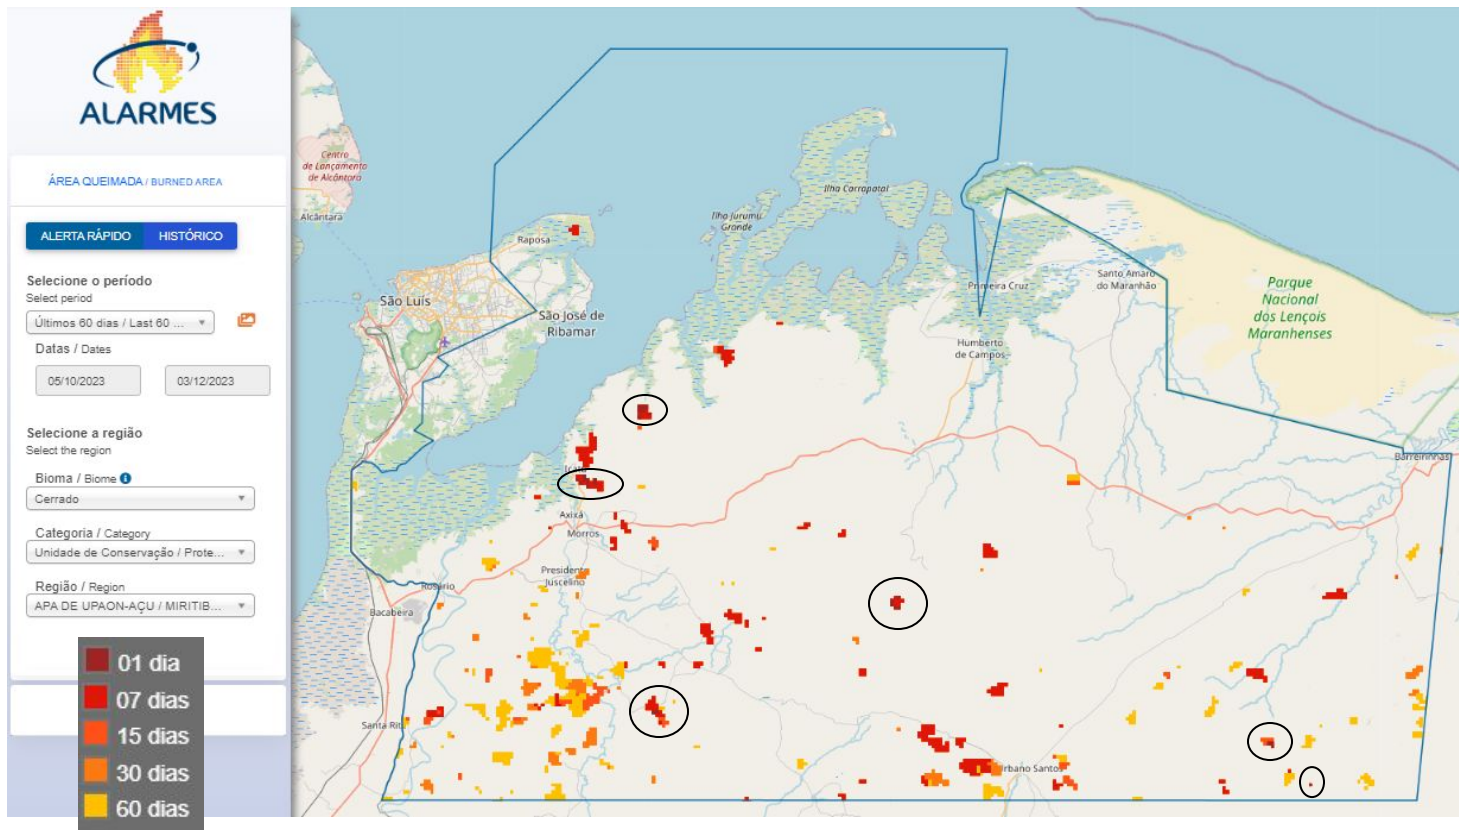 ALARMES
ÁREA QUEIMADA / BURNED AREA
ALERTA RÁPIDO
HISTÓRICO
Selecione o período
Select period
Últimos 60 dias / Last 60 ...
Datas / Dates
05/10/2023
03/12/2023
Selecione a região
Select the region
Bioma / Biome
Cerrado
Categoria / Category
Unidade de Conservação / Prote...
Região / Region
APA DE UPAON-AÇU / MIRITIB...
01 dia
07 dias
15 dias
30 dias
60 dias
Centro
de Lançamento
de Alcântara
Alcântara
Raposa
Ilha Carrapatal
Ilha Jurumu
Grande
São Luís
São José de
Ribamar
Primeira Cruz
Santo Amaro
do Maranhão
Parque
Nacional
dos Lençois
Maranhenses
Humberto
de Campos
Barreirinhas
Icatu
Axixá
Morros
Presidente
Juscelino
Rosário
Bacabeira
Santa Rit
Urbano Santos